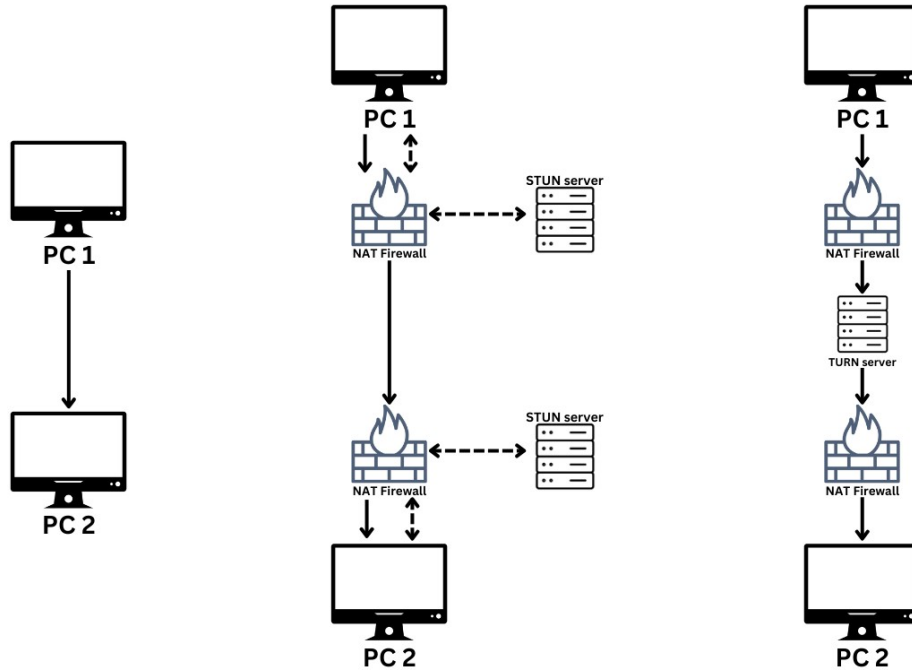 PC 1
PC 2
PC 1
STUN server
NAT Firewall
STUN server
NAT Firewall
PC 2
PC 1
NAT Firewall
TURN server
NAT Firewall
PC 2